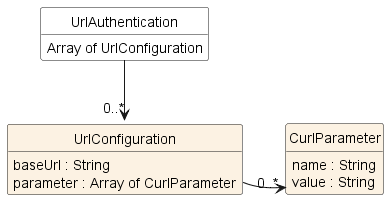 UrlAuthentication
Array of UrlConfiguration
0..*
UrlConfiguration
baseUrl : String
parameter : Array of CurlParameter
0..*
CurlParameter
name : String
value : String